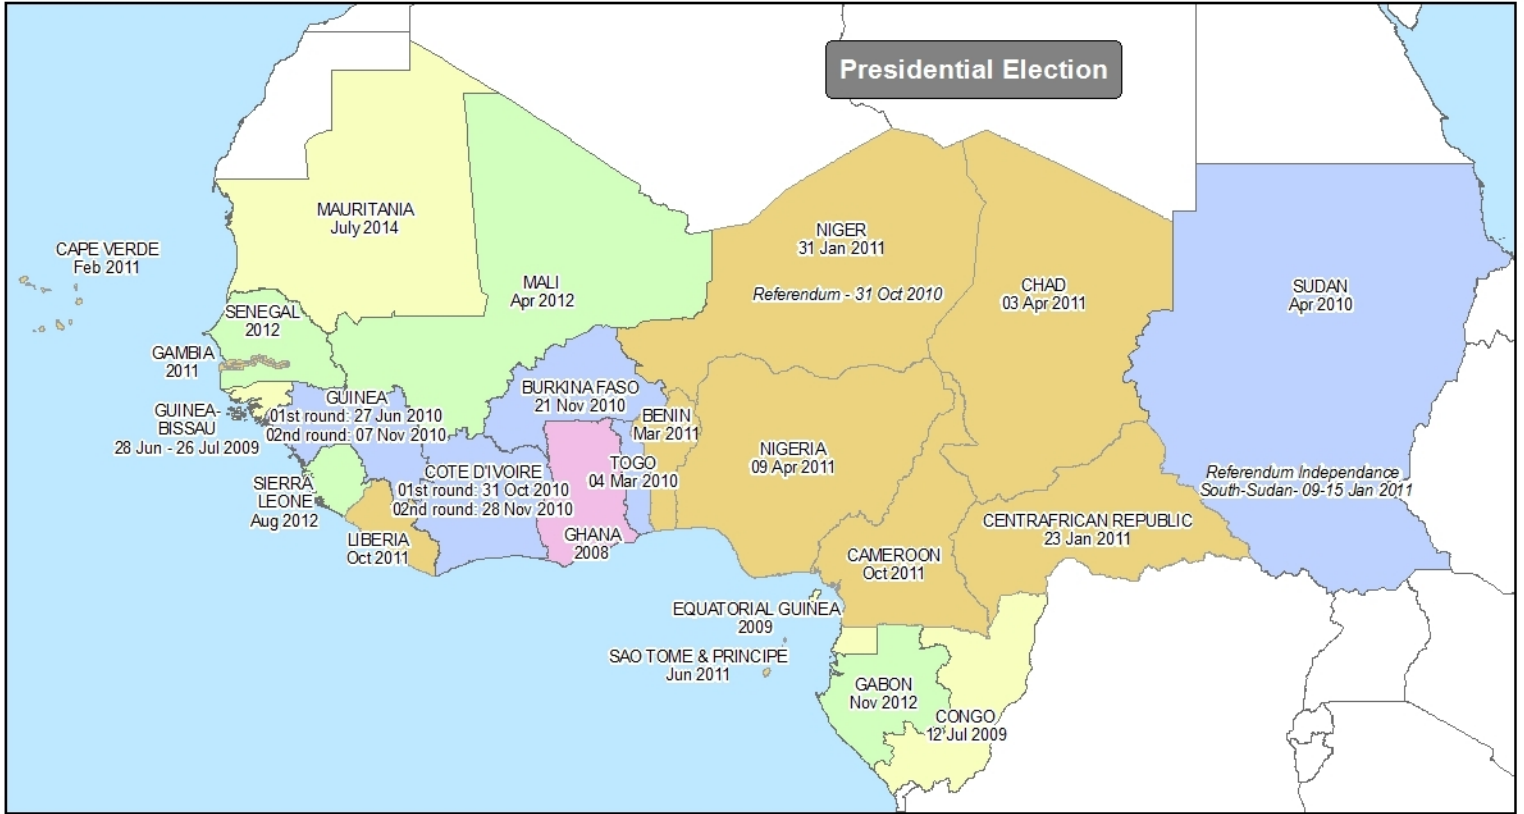 Presidential Election
MAURITANIA
July 2014
CAPE VERDE
Feb 2011
NIGER
31 Jan 2011
Referendum - 31 Oct 2010
MALI
Apr 2012
CHAD
03 Apr 2011
SUDAN
Apr 2010
SENEGAL
2012
GAMBIA
2011
GUINEA-
BISSAU
28 Jun - 26 Jul 2009
GUINEA
01st round: 27 Jun 2010
02nd round: 07 Nov 2010
BURKINA FASO
21 Nov 2010
BENIN
Mar 2011
NIGERIA
09 Apr 2011
TOGO
04 Mar 2010
COTE D'IVOIRE
01st round: 31 Oct 2010
02nd round: 28 Nov 2010
Referendum Independance
South-Sudan- 09-15 Jan 2011
SIERRA
LEONE
Aug 2012
LIBERIA
Oct 2011
GHANA
2008
CENTRAFRICAN REPUBLIC
23 Jan 2011
CAMEROON
Oct 2011
EQUATORIAL GUINEA
2009
SAO TOME & PRINCIPE
Jun 2011
GABON
Nov 2012
CONGO
12 Jul 2009